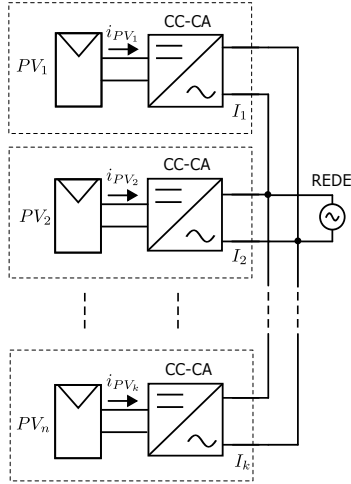 CC-CA
i_{PV_1}
PV_1
I_1
CC-CA
i_{PV_2}
REDE
PV_2
I_2
CC-CA
i_{PV_k}
PV_n
I_k